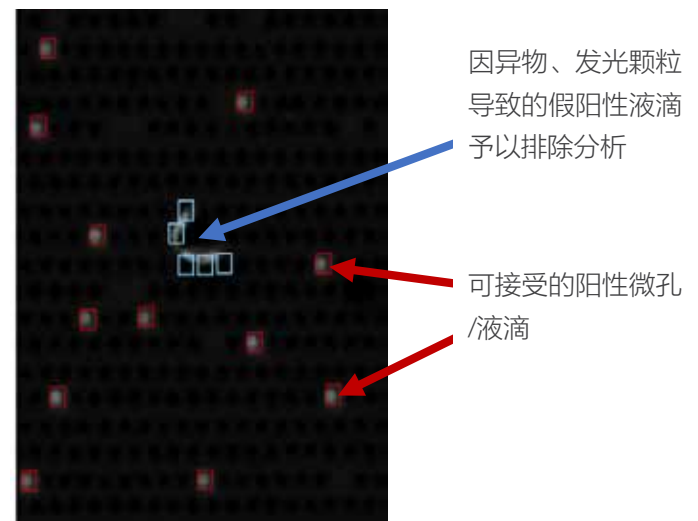 因异物、发光颗粒
导致的假阳性液滴
予以排除分析
可接受的阳性微孔
/液滴